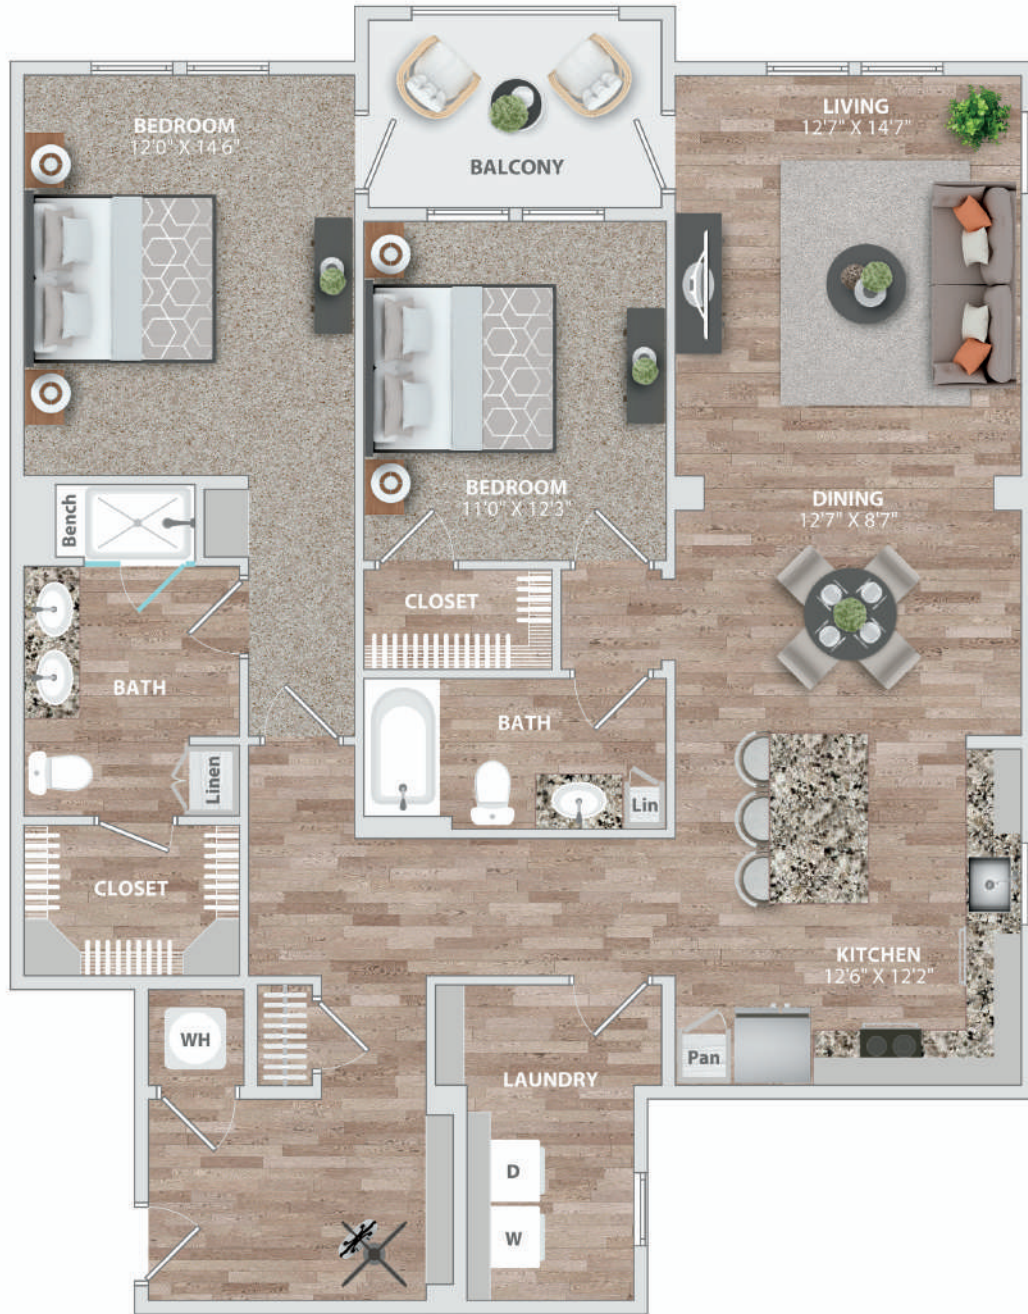 BEDROOM
12'0" X 14'6"
BALCONY
LIVING
12'7" X 14'7"
BEDROOM
11'0" X 12'3"
DINING
12'7" X 8'7"
Bench
CLOSET
BATH
BATH
Linen
Lin
CLOSET
KITCHEN
12'6" X 12'2"
WH
Pan
LAUNDRY
D
W